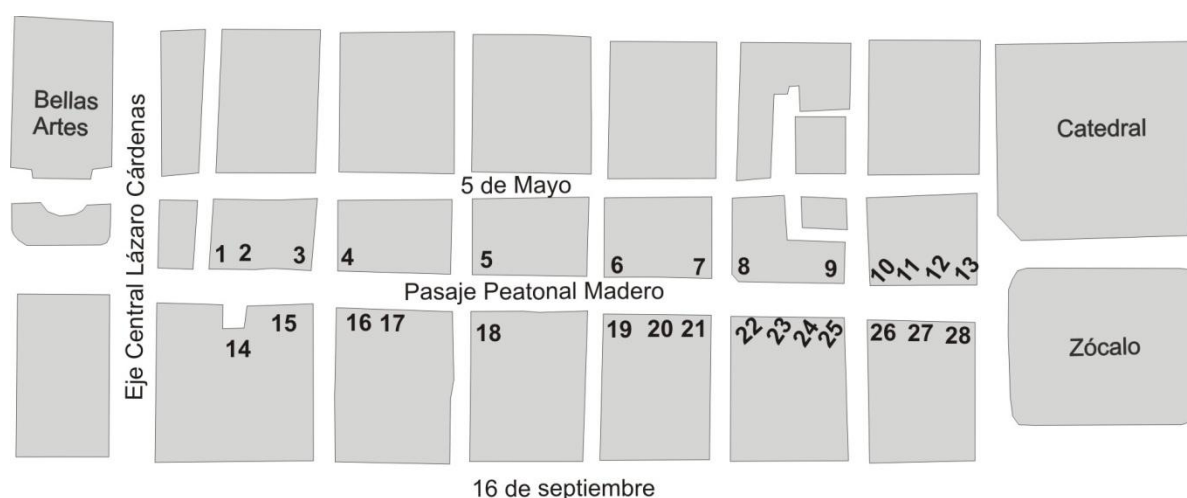 Bellas
Artes
Eje Central Lázaro Cárdenas
Catedral
5 de Mayo
1 2 3 4 5 6 7 8 9 10 11 12 13
Pasaje Peatonal Madero
14 15 16 17 18 19 20 21 22 23 24 25 26 27 28
Zócalo
16 de septiembre